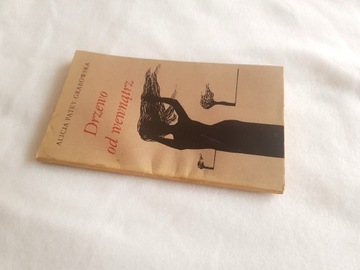 ALICJA PATEY-GRABOWSKA
Drzewo
od wewnątrz